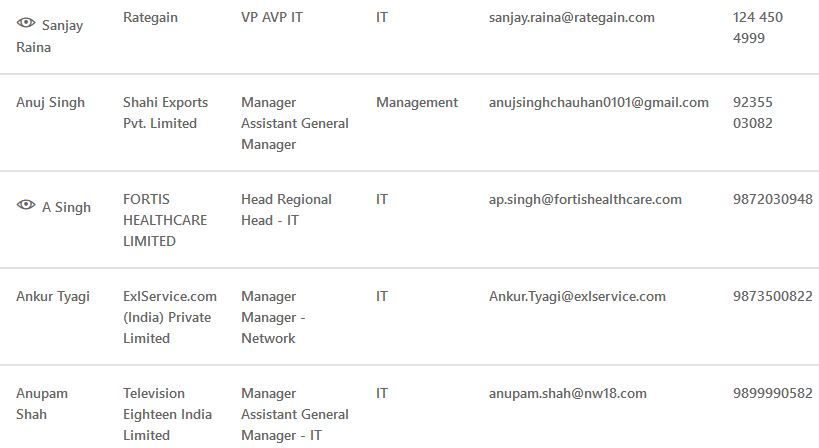 Sanjay Raina Rategain VP AVP IT IT sanjay.raina@rategain.com 124 450 4999
Anuj Singh Shahi Exports Pvt. Limited Manager Assistant General Manager Management anujsinghchauhan0101@gmail.com 92355 03082
A Singh FORTIS HEALTHCARE LIMITED Head Regional Head - IT IT ap.singh@fortishealthcare.com 9872030948
Ankur Tyagi ExlService.com (India) Private Limited Manager Manager - Network IT Ankur.Tyagi@exlservice.com 9873500822
Anupam Shah Television Eighteen India Limited Manager Assistant General Manager - IT IT anupam.shah@nw18.com 9899990582